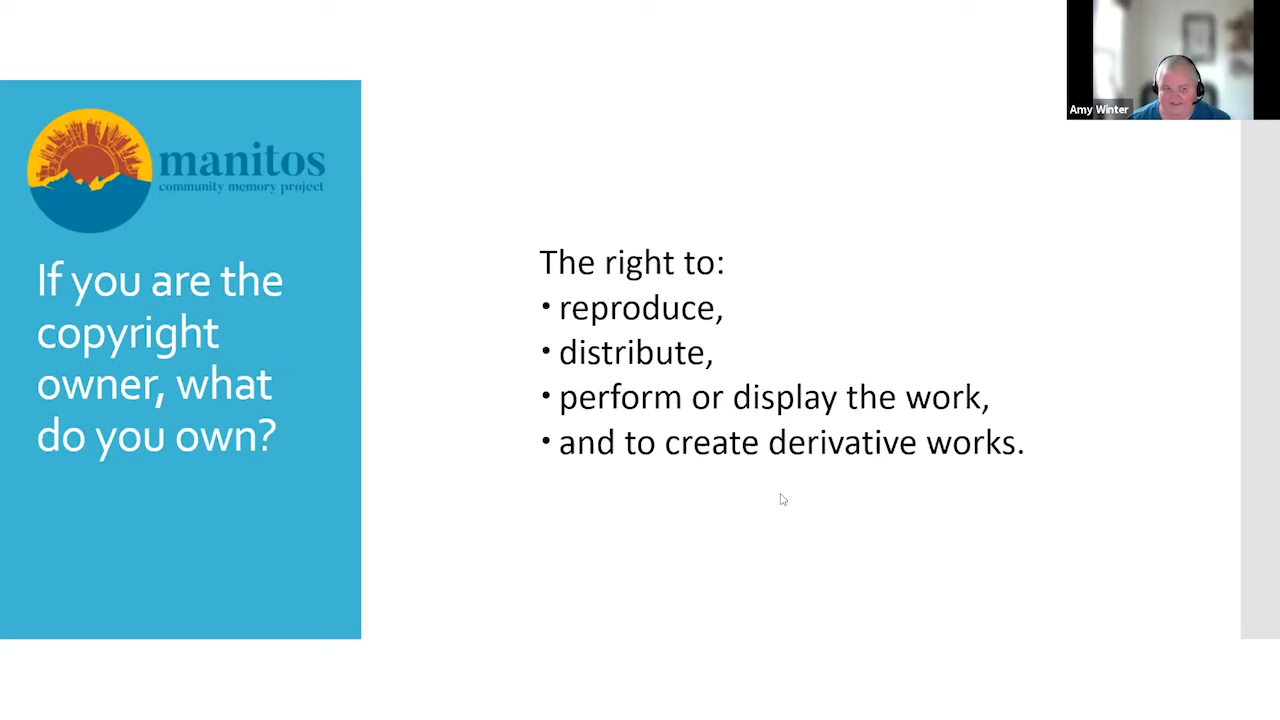 Amy Winter
manitos
community memory project
If you are the
copyright
owner, what
do you own?
The right to:
• reproduce,
• distribute,
• perform or display the work,
• and to create derivative works.